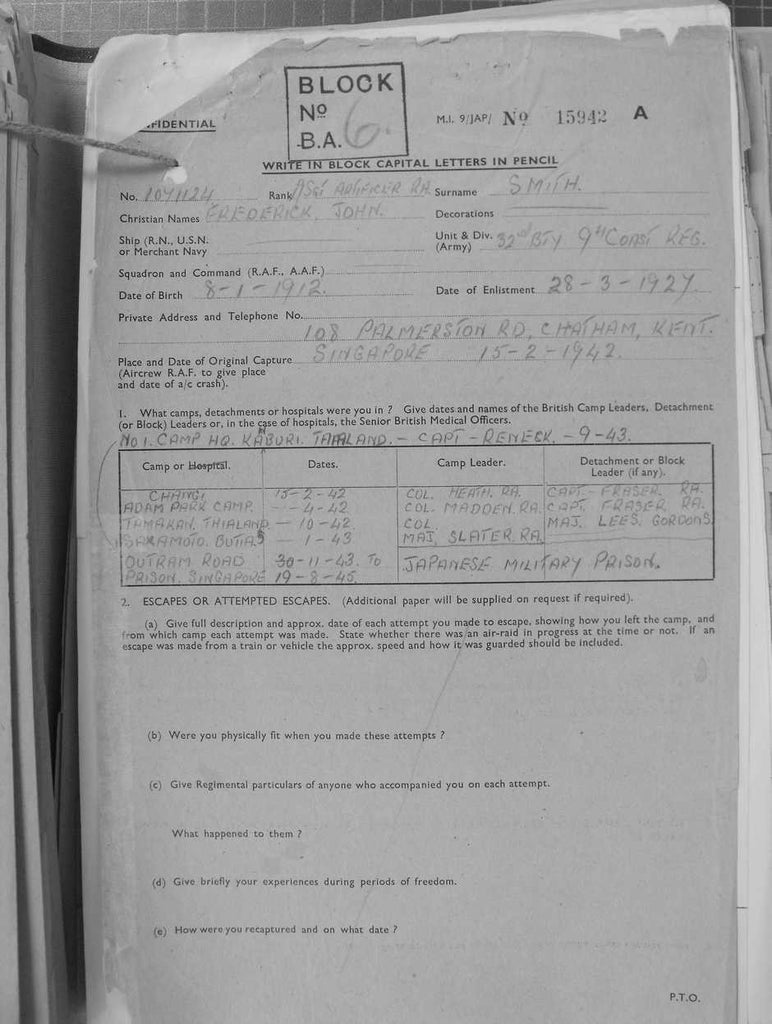 BLOCK
No
B.A. 6.
FIDENTIAL
M.I. 9/JAP/ No 15942 A
WRITE IN BLOCK CAPITAL LETTERS IN PENCIL
No. 1071124 Rank A/SGT ARTIFICER RA. Surname SMITH.
Christian Names FREDERICK, JOHN. Decorations
Ship (R.N., U.S.N. or Merchant Navy
Unit & Div. (Army) 32nd BTY 9th COAST REG.
Squadron and Command (R.A.F., A.A.F.)
Date of Birth 8-1-1912. Date of Enlistment 28-3-1927.
Private Address and Telephone No.
108 PALMERSTON RD, CHATHAM, KENT.
Place and Date of Original Capture SINGAPORE 15-2-1942.
(Aircrew R.A.F. to give place
and date of a/c crash).
1. What camps, detachments or hospitals were you in ? Give dates and names of the British Camp Leaders, Detachment
(or Block) Leaders or, in the case of hospitals, the Senior British Medical Officers.
NO 1. CAMP HQ. KANBURI. - CAPT - RENECK. - 9-43.
Camp or Hospital. Dates. Camp Leader. Detachment or Block
Leader (if any).
CHANGI 15-2-42 COL. HEATH. RA. CAPT- FRASER. RA.
ADAM PARK CAMP. - -4-42 COL. MADDEN. RA. CAPT. FRASER. RA.
TAMAKAN. THIALAND - 10-42. COL. MAJ. LEES. GORDONS
- 1-43 MAJ. SLATER. RA.
OUTRAM ROAD 30-11-43. TO JAPANESE MILITARY PRISON.
PRISON. SINGAPORE 19-8-45.
2. ESCAPES OR ATTEMPTED ESCAPES. (Additional paper will be supplied on request if required).
(a) Give full description and approx. date of each attempt you made to escape, showing how you left the camp, and
from which camp each attempt was made. State whether there was an air-raid in progress at the time or not. If an
escape was made from a train or vehicle the approx. speed and how it was guarded should be included.
(b) Were you physically fit when you made these attempts ?
(c) Give Regimental particulars of anyone who accompanied you on each attempt.
What happened to them ?
(d) Give briefly your experiences during periods of freedom.
(e) How were you recaptured and on what date ?
P.T.O.